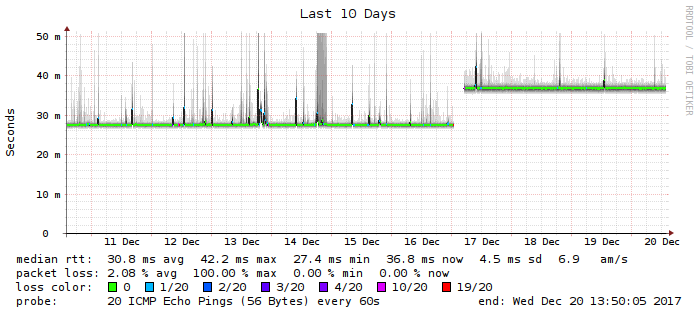 Last 10 Days
RRDTOOL / TOBI OETIKER
Seconds
50 m
40 m
30 m
20 m
10 m
0
11 Dec 12 Dec 13 Dec 14 Dec 15 Dec 16 Dec 17 Dec 18 Dec 19 Dec 20 Dec
median rtt: 30.8 ms avg 42.2 ms max 27.4 ms min 36.8 ms now 4.5 ms sd 6.9 am/s
packet loss: 2.08 % avg 100.00 % max 0.00 % min 0.00 % now
loss color: 0 1/20 2/20 3/20 4/20 10/20 19/20
probe: 20 ICMP Echo Pings (56 Bytes) every 60s end: Wed Dec 20 13:50:05 2017